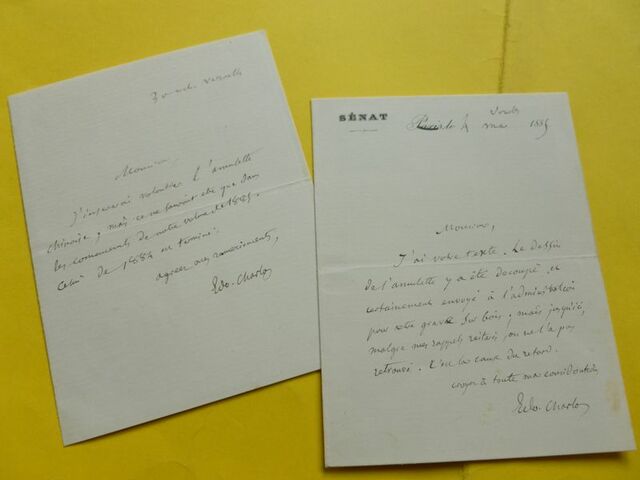 Monsieur,
J'insererai volontiers l'amulette
chinoise; mais ce ne saurait être que dans
les commencements de notre volume de 1885.
Celui de 1884 est terminé.
agréez mes remerciements,
Edo. Charton
SÉNAT
Paris le 4 mai 1885
Monsieur,
J'ai votre texte. Le dessin
de l'amulette y a été découpé et
certainement envoyé à l'administration
pour être gravé sur bois; mais jusqu'ici,
malgré mes rappels réitérés, on ne l'a pas
retrouvé. C'est la cause du retard.
croyez à toute ma considération
Edo. Charton